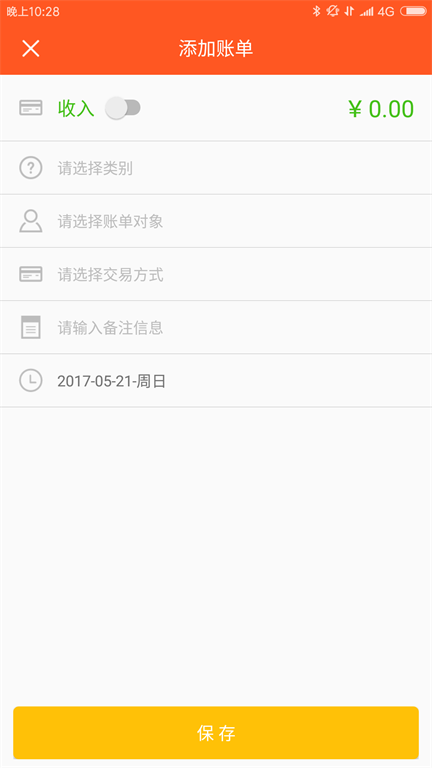 晚上10:28 4G
添加账单
收入 ¥ 0.00
请选择类别
请选择账单对象
请选择交易方式
请输入备注信息
2017-05-21-周日
保存